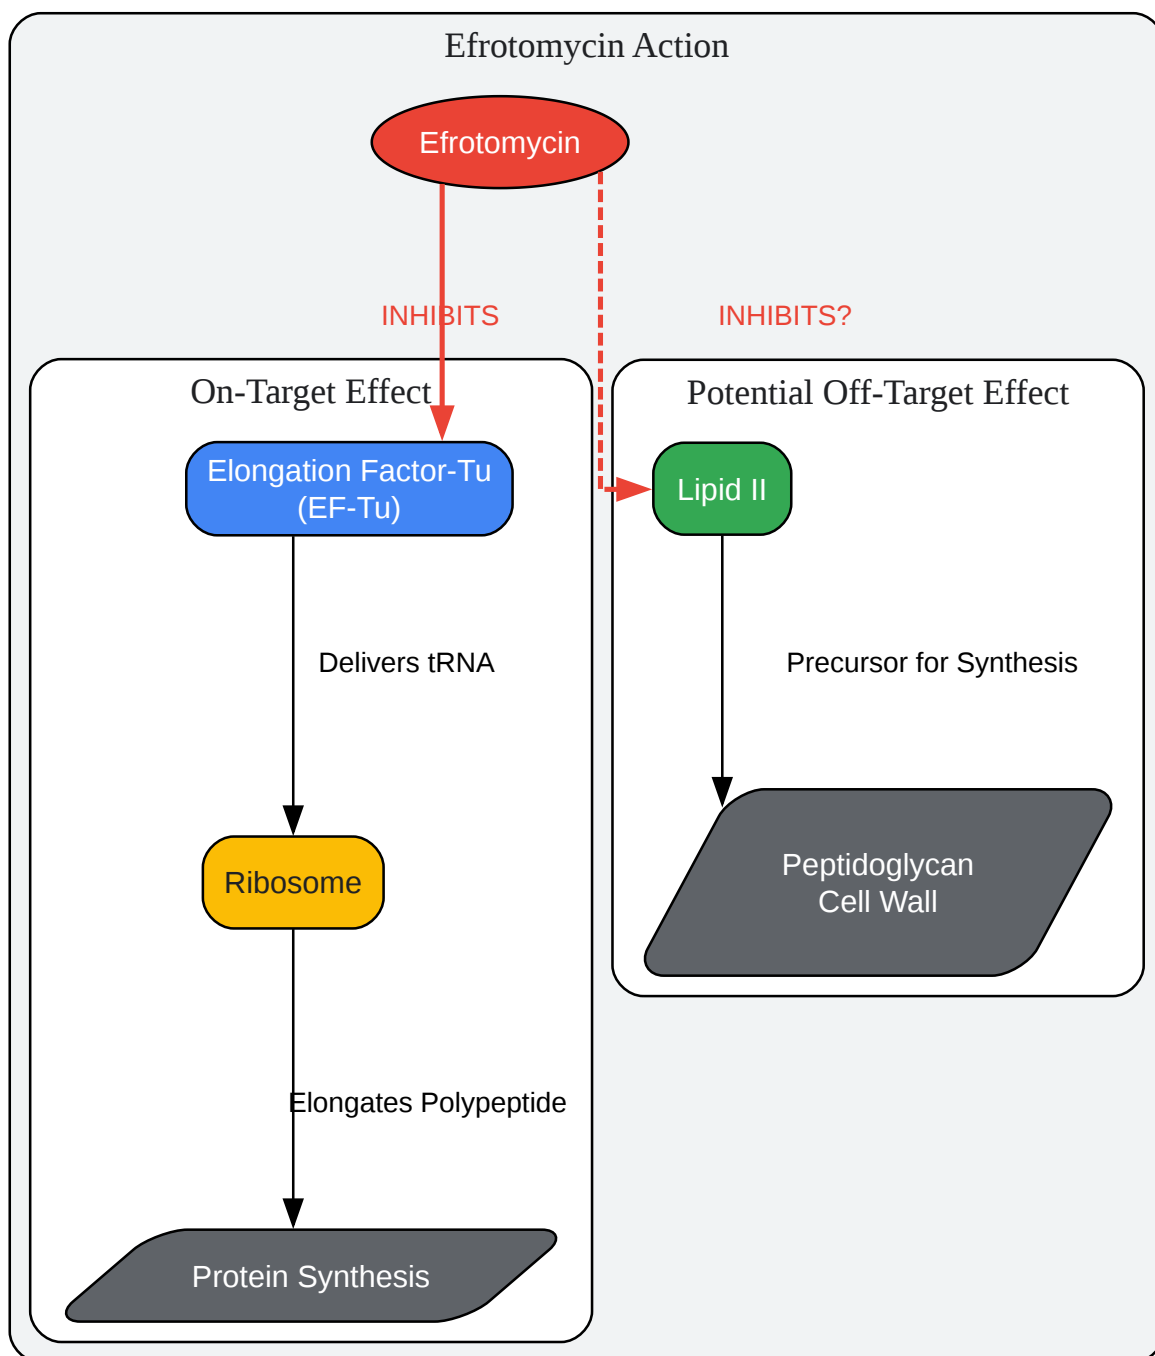 Efrotomycin Action
Efrotomycin
INHIBITS
INHIBITS?
On-Target Effect
Elongation Factor-Tu
(EF-Tu)
Delivers tRNA
Ribosome
Elongates Polypeptide
Protein Synthesis
Potential Off-Target Effect
Lipid II
Precursor for Synthesis
Peptidoglycan
Cell Wall